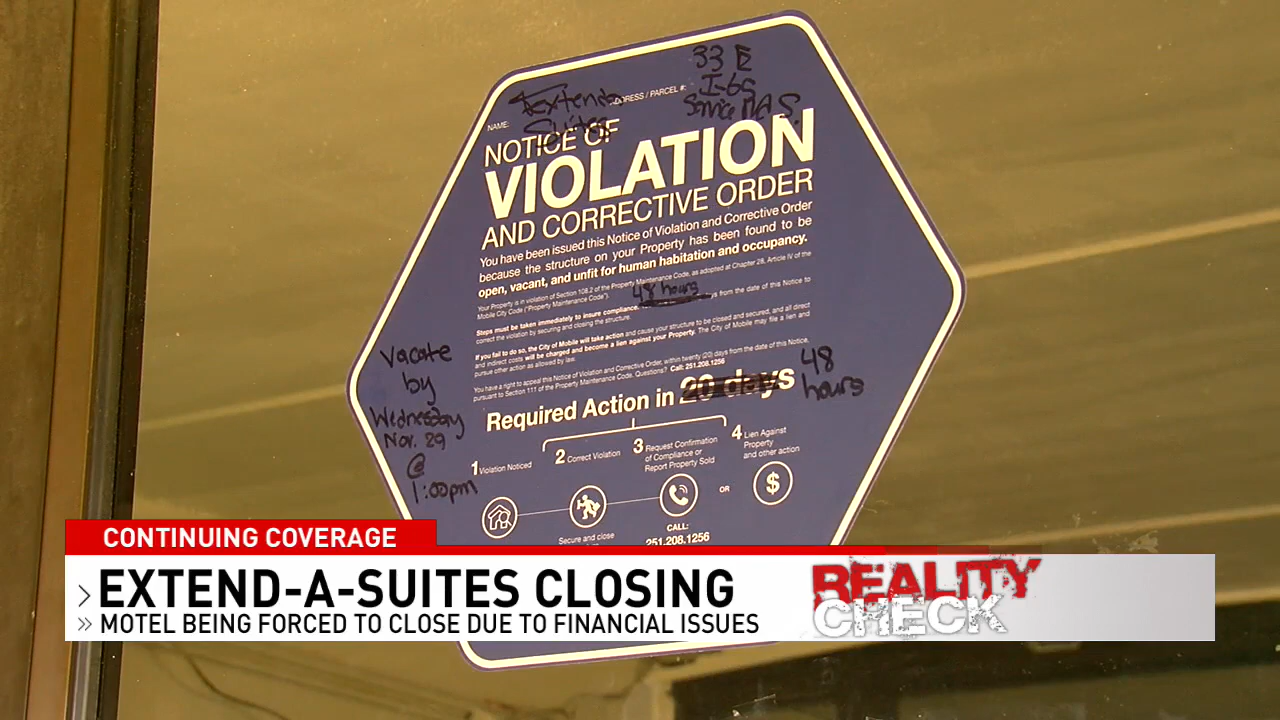 33 E
I-65
Service Rd. S.
NAME:
Extend
Suites
ADDRESS / PARCEL #:
NOTICE OF
VIOLATION
AND CORRECTIVE ORDER
You have been issued this Notice of Violation and Corrective Order
because the structure on your Property has been found to be
open, vacant, and unfit for human habitation and occupancy.
Your Property is in violation of Section 108.2 of the Property Maintenance Code, as adopted at Chapter 28, Article IV of the
Mobile City Code ("Property Maintenance Code").
48 hours
Steps must be taken immediately to insure compliance.
from the date of this Notice to
correct the violation by securing and closing the structure.
If you fail to do so, the City of Mobile will take action and cause your structure to be closed and secured, and all direct
and indirect costs will be charged and become a lien against your Property. The City of Mobile may file a lien and
pursue other action as allowed by law.
You have a right to appeal this Notice of Violation and Corrective Order, within twenty (20) days from the date of this Notice,
pursuant to Section 111 of the Property Maintenance Code. Questions? Call: 251.208.1256
Required Action in 20 days
48
hours
Vacate
by
Wednesday
Nov. 29
@
1:00pm
1 Violation Noticed
2 Correct Violation
3 Request Confirmation
of Compliance or
Report Property Sold
4 Lien Against
Property
and other action
OR
$
Secure and close
CALL:
251.208.1256
CONTINUING COVERAGE
EXTEND-A-SUITES CLOSING
MOTEL BEING FORCED TO CLOSE DUE TO FINANCIAL ISSUES
REALITY
CHECK